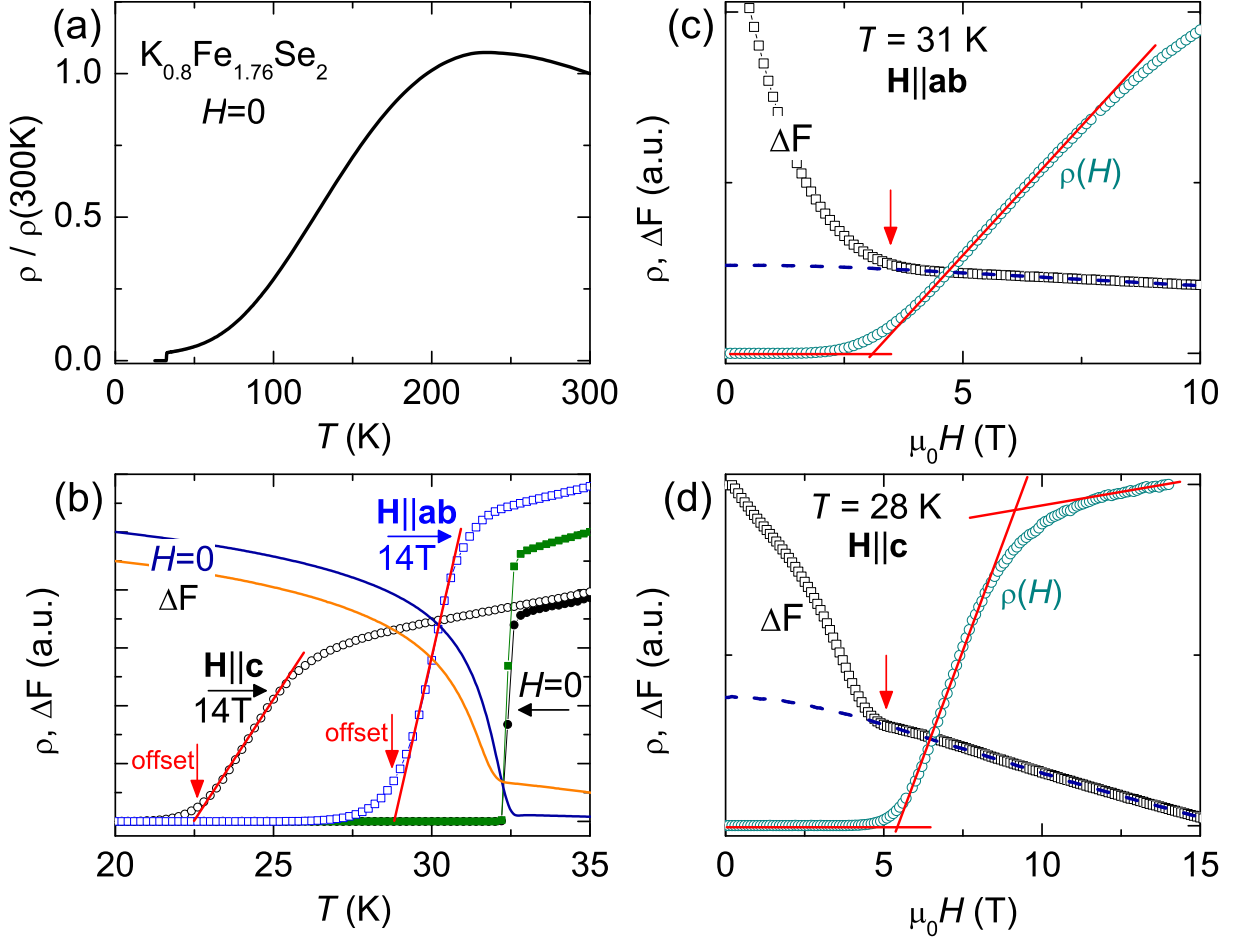 (a)
K0.8Fe1.76Se2
H=0
ρ / ρ(300K)
1.0
0.5
0.0
0
100
200
300
T (K)
(b)
H=0
ΔF
H||ab
14T
H||c
14T
H=0
offset
offset
ρ, ΔF (a.u.)
20
25
30
35
T (K)
(c)
T = 31 K
H||ab
ΔF
ρ(H)
ρ, ΔF (a.u.)
0
5
10
μ0H (T)
(d)
T = 28 K
H||c
ΔF
ρ(H)
ρ, ΔF (a.u.)
0
5
10
15
μ0H (T)